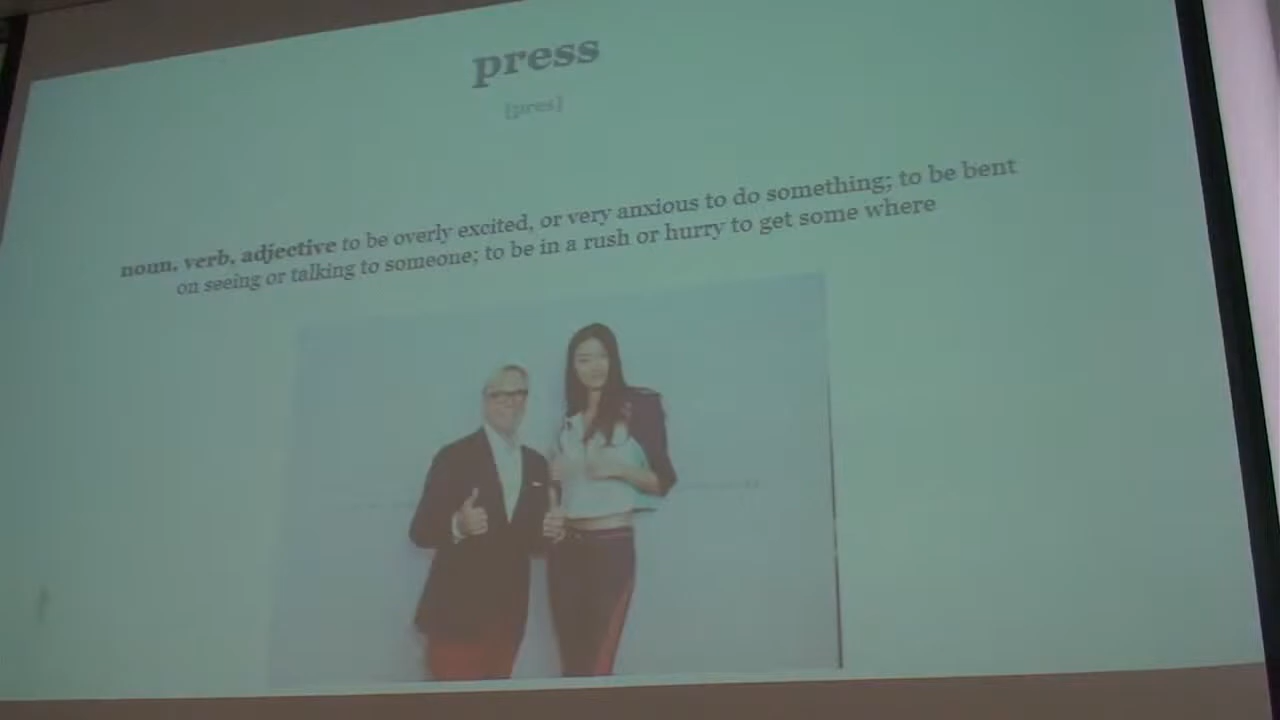 press
[pres]
noun, verb, adjective to be overly excited, or very anxious to do something; to be bent
on seeing or talking to someone; to be in a rush or hurry to get some where